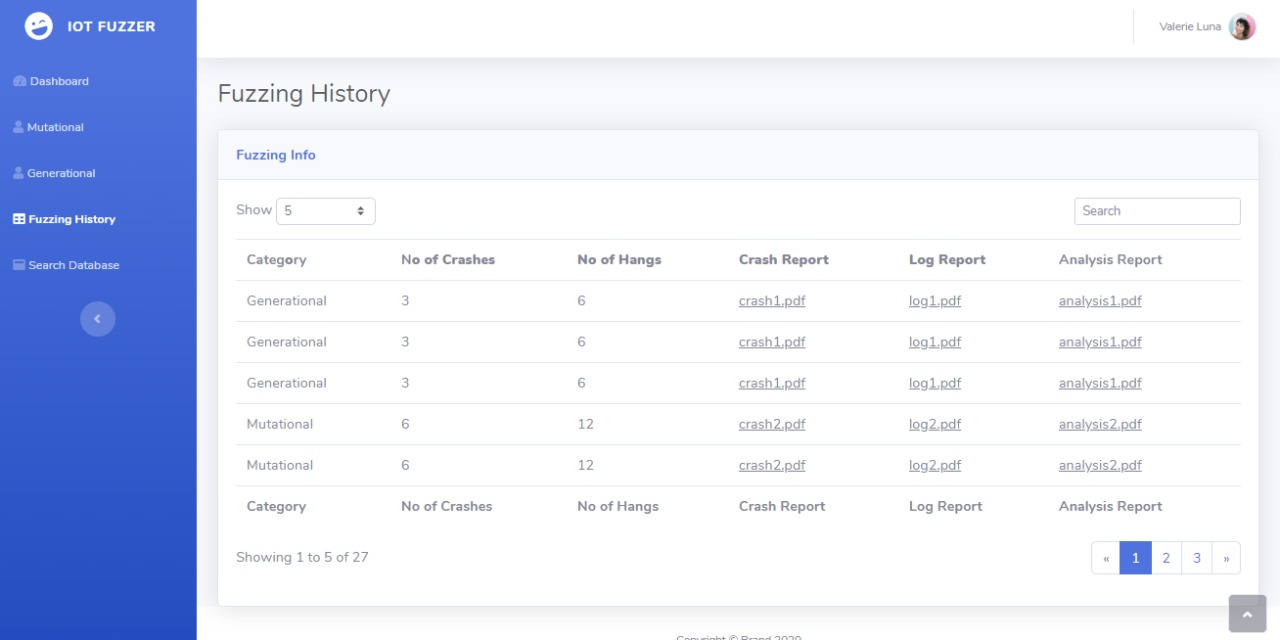 IOT FUZZER
Valerie Luna
Dashboard
Mutational
Generational
Fuzzing History
Search Database
Fuzzing History
Fuzzing Info
Show 5
Search
Category No of Crashes No of Hangs Crash Report Log Report Analysis Report
Generational 3 6 crash1.pdf log1.pdf analysis1.pdf
Generational 3 6 crash1.pdf log1.pdf analysis1.pdf
Generational 3 6 crash1.pdf log1.pdf analysis1.pdf
Mutational 6 12 crash2.pdf log2.pdf analysis2.pdf
Mutational 6 12 crash2.pdf log2.pdf analysis2.pdf
Category No of Crashes No of Hangs Crash Report Log Report Analysis Report
Showing 1 to 5 of 27
« 1 2 3 »
Copyright © Brand 2020